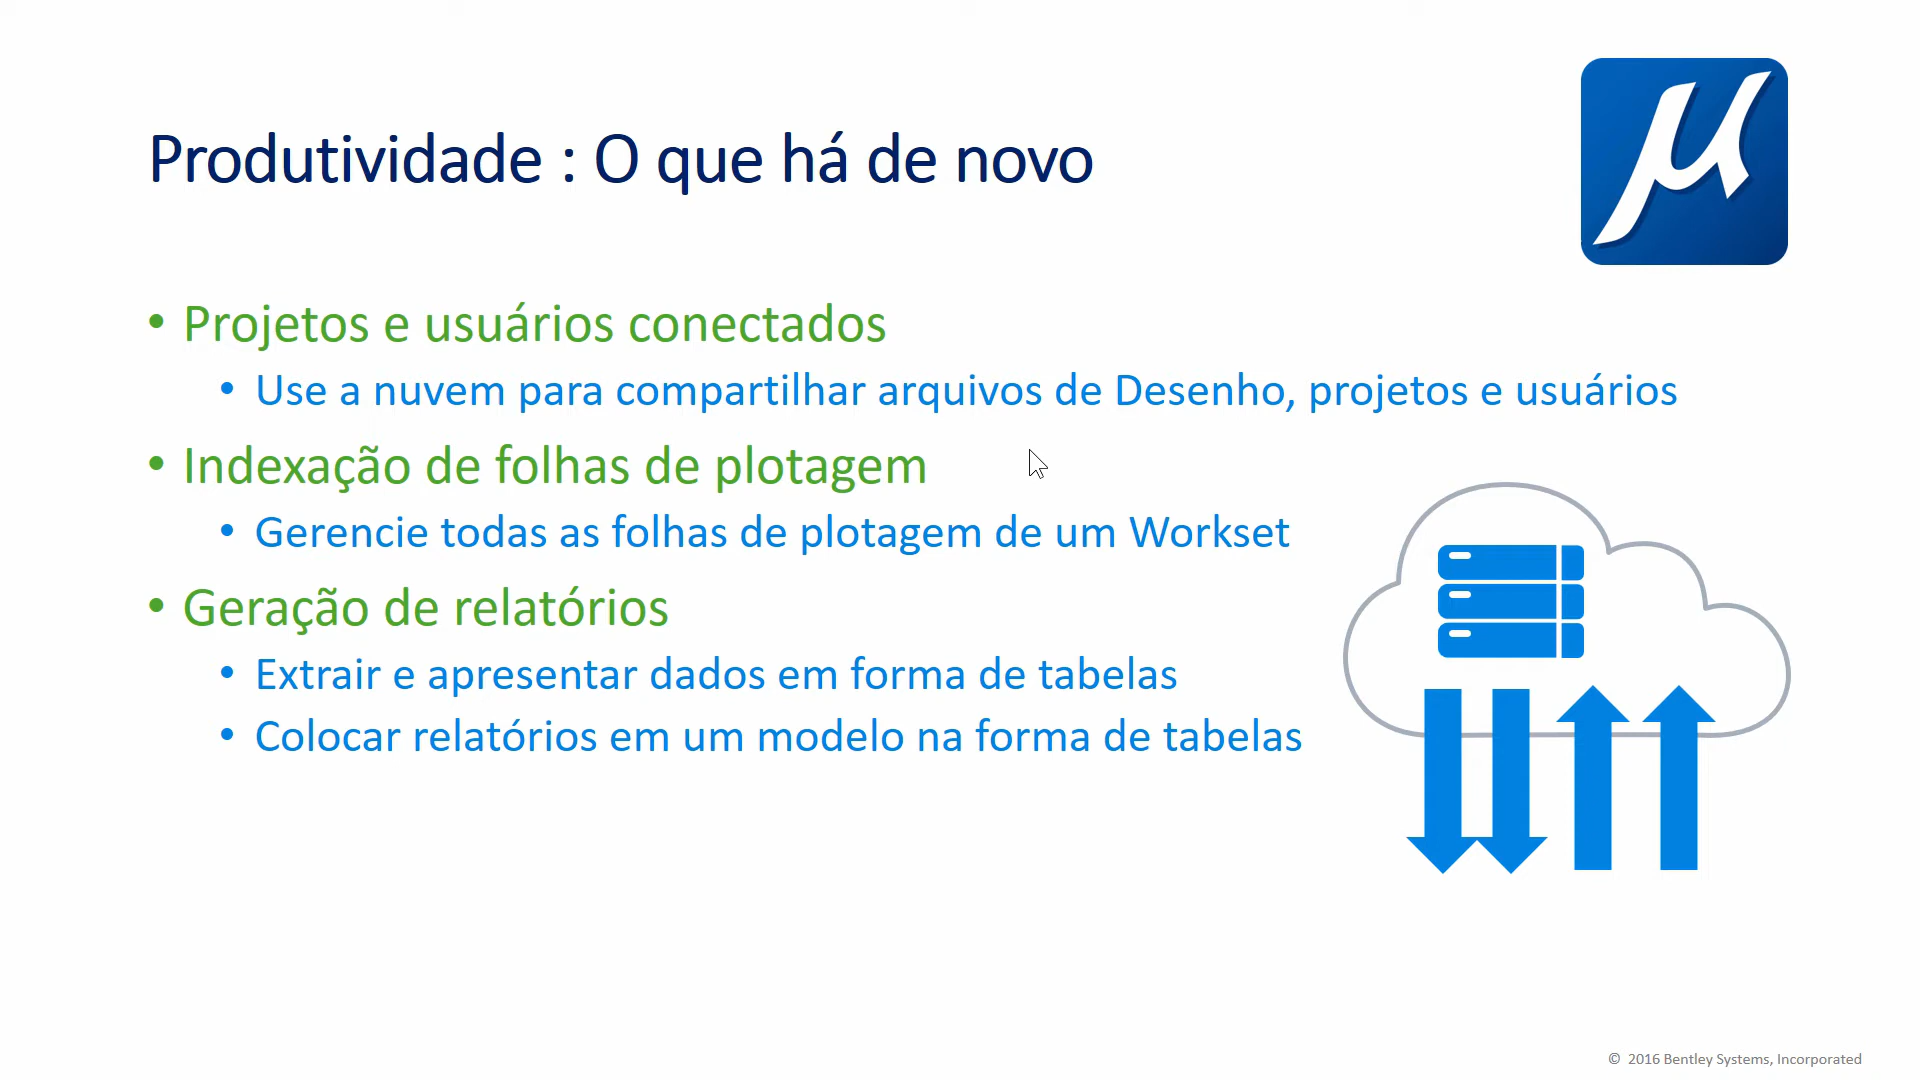 Produtividade : O que há de novo
µ
• Projetos e usuários conectados
• Use a nuvem para compartilhar arquivos de Desenho, projetos e usuários
• Indexação de folhas de plotagem
• Gerencie todas as folhas de plotagem de um Workset
• Geração de relatórios
• Extrair e apresentar dados em forma de tabelas
• Colocar relatórios em um modelo na forma de tabelas
© 2016 Bentley Systems, Incorporated